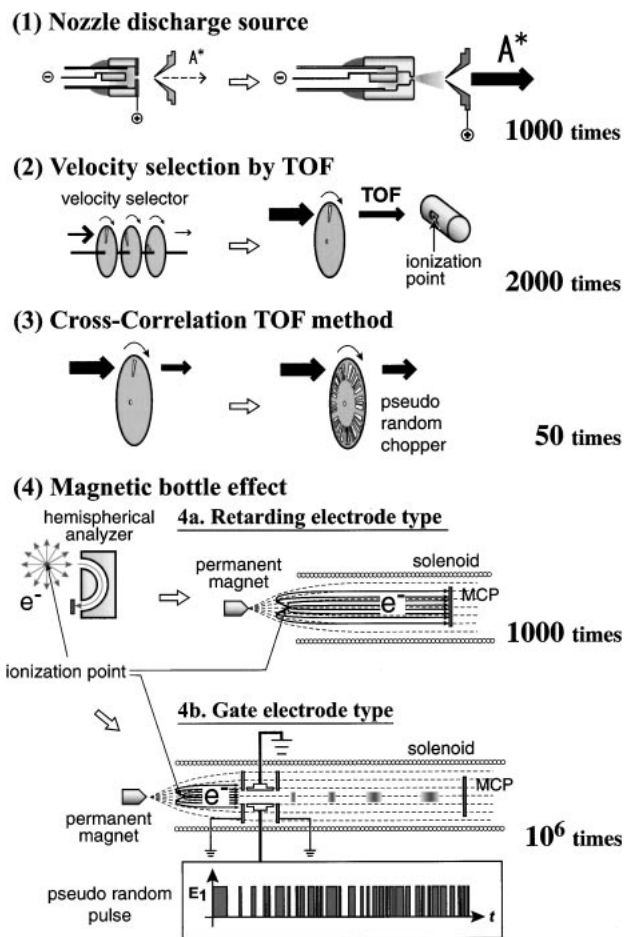 (1) Nozzle discharge source
A*
A*
⊖
⊖
⊕
⊕
1000 times
(2) Velocity selection by TOF
velocity selector
TOF
ionization
point
2000 times
(3) Cross-Correlation TOF method
pseudo
random
chopper
50 times
(4) Magnetic bottle effect
hemispherical
analyzer
e-
4a. Retarding electrode type
permanent
magnet
solenoid
MCP
e-
1000 times
ionization point
4b. Gate electrode type
solenoid
e-
MCP
permanent
magnet
10⁶ times
pseudo random
pulse
E₁
t